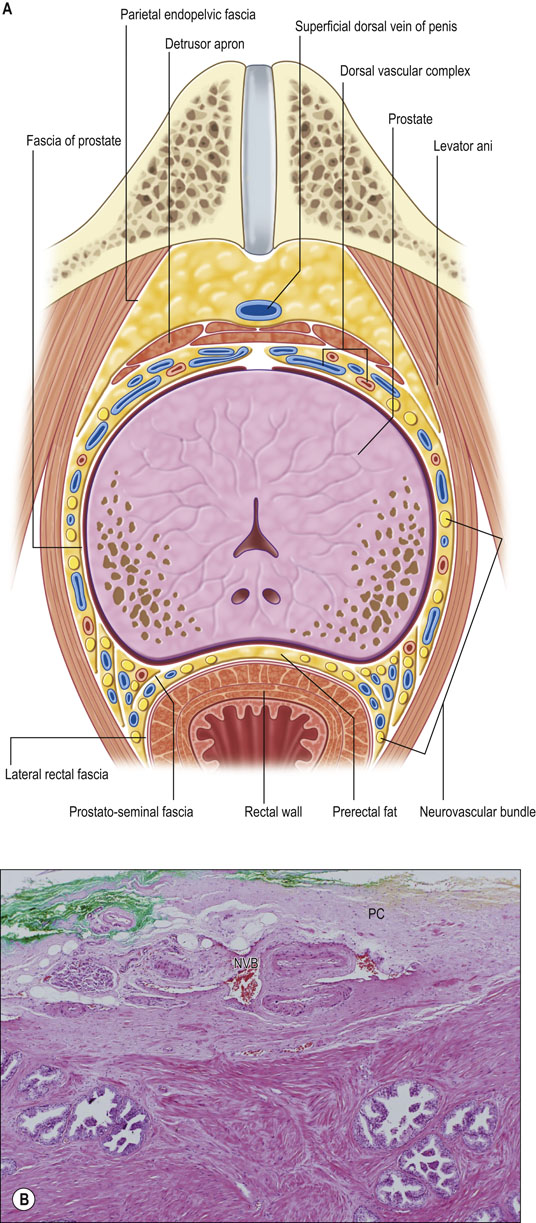 A
Parietal endopelvic fascia
Superficial dorsal vein of penis
Detrusor apron
Dorsal vascular complex
Prostate
Fascia of prostate
Levator ani
Lateral rectal fascia
Prostato-seminal fascia
Rectal wall
Prerectal fat
Neurovascular bundle
PC
NVB
B